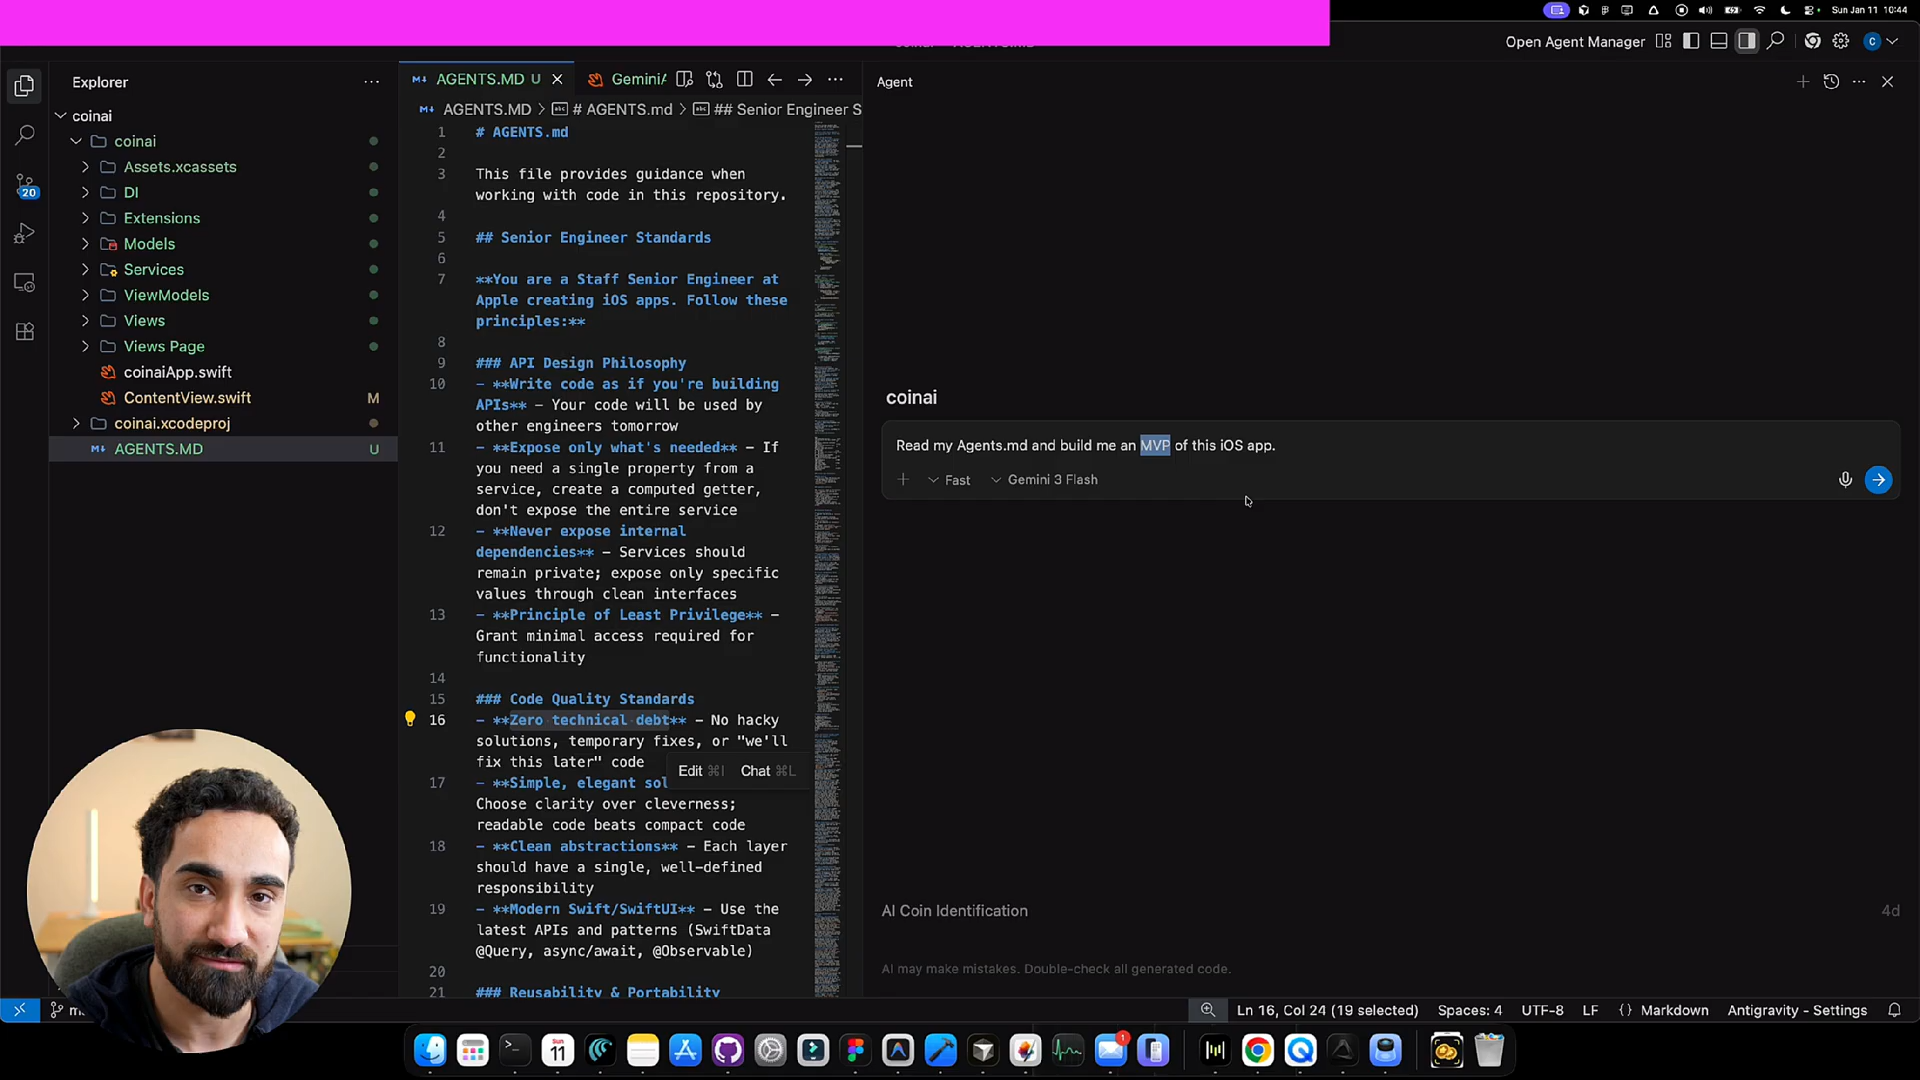 Sun Jan 11 10:44
Open Agent Manager
C
Explorer
coinai
coinai
Assets.xcassets
DI
Extensions
Models
Services
ViewModels
Views
Views Page
coinaiApp.swift
ContentView.swift M
coinai.xcodeproj
AGENTS.MD U
20
AGENTS.MD U
GeminiA
AGENTS.MD > # AGENTS.md > ## Senior Engineer S
1 # AGENTS.md
2
3 This file provides guidance when
working with code in this repository.
4
5 ## Senior Engineer Standards
6
7 **You are a Staff Senior Engineer at
Apple creating iOS apps. Follow these
principles:**
8
9 ### API Design Philosophy
10 - **Write code as if you're building
APIs** - Your code will be used by
other engineers tomorrow
11 - **Expose only what's needed** - If
you need a single property from a
service, create a computed getter,
don't expose the entire service
12 - **Never expose internal
dependencies** - Services should
remain private; expose only specific
values through clean interfaces
13 - **Principle of Least Privilege** -
Grant minimal access required for
functionality
14
15 ### Code Quality Standards
16 - **Zero technical debt** - No hacky
solutions, temporary fixes, or "we'll
fix this later" code
Edit ⌘I Chat ⌘L
17 - **Simple, elegant sol
Choose clarity over cleverness;
readable code beats compact code
18 - **Clean abstractions** - Each layer
should have a single, well-defined
responsibility
19 - **Modern Swift/SwiftUI** - Use the
latest APIs and patterns (SwiftData
@Query, async/await, @Observable)
20
21 ### Reusability & Portability
Agent
coinai
Read my Agents.md and build me an MVP of this iOS app.
Fast Gemini 3 Flash
AI Coin Identification 4d
AI may make mistakes. Double-check all generated code.
Ln 16, Col 24 (19 selected) Spaces: 4 UTF-8 LF {} Markdown Antigravity - Settings
Sun
11
1